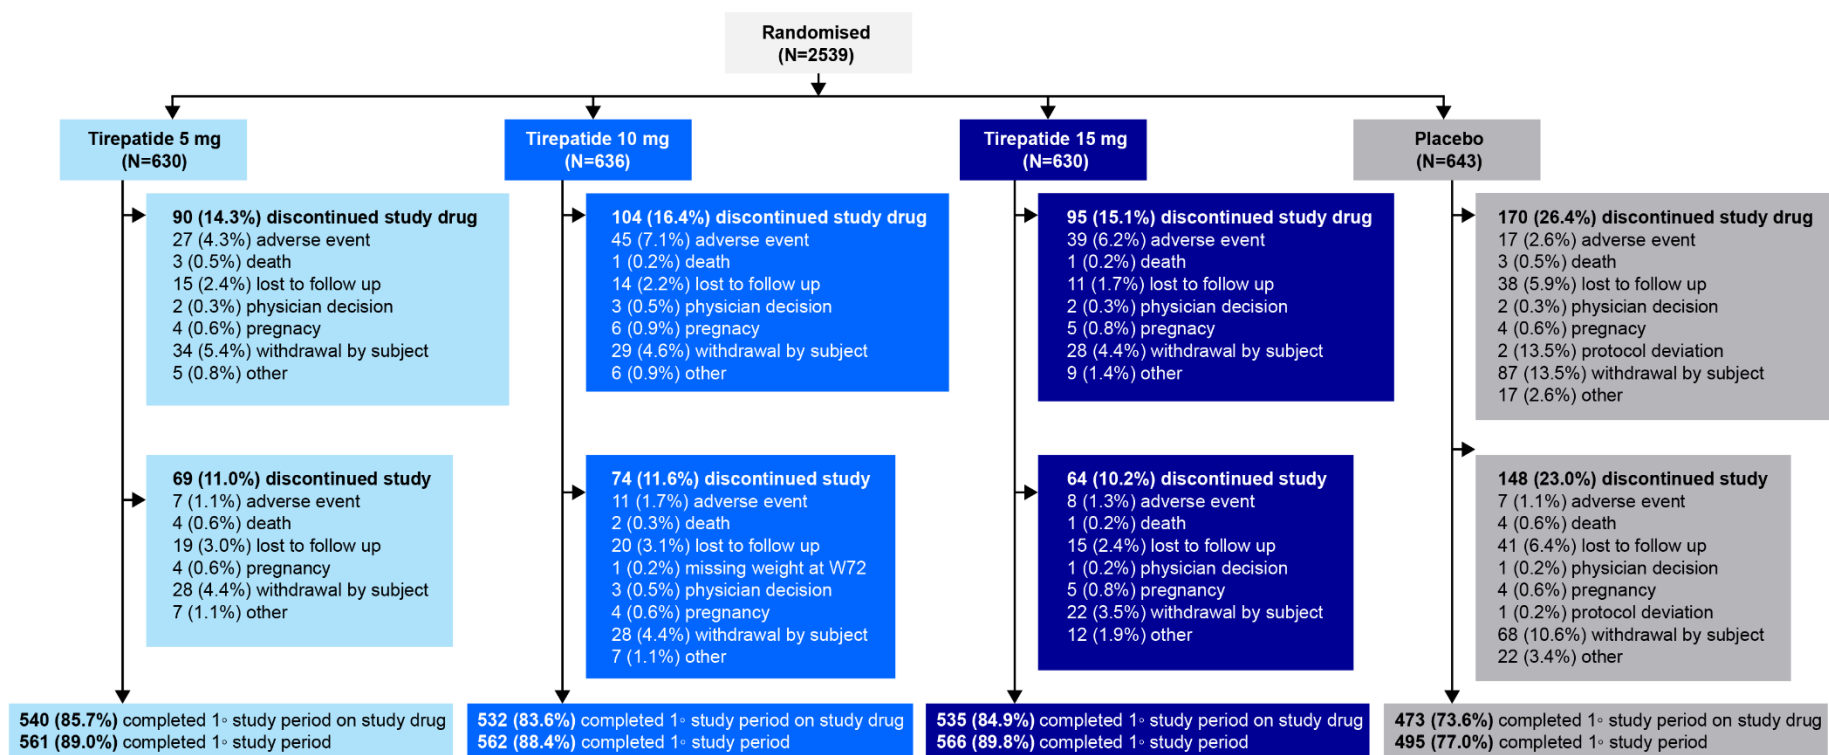 Randomised
(N=2539)
Tirepatide 5 mg
(N=630)
Tirepatide 10 mg
(N=636)
Tirepatide 15 mg
(N=630)
Placebo
(N=643)
90 (14.3%) discontinued study drug
27 (4.3%) adverse event
3 (0.5%) death
15 (2.4%) lost to follow up
2 (0.3%) physician decision
4 (0.6%) pregnancy
34 (5.4%) withdrawal by subject
5 (0.8%) other
104 (16.4%) discontinued study drug
45 (7.1%) adverse event
1 (0.2%) death
14 (2.2%) lost to follow up
3 (0.5%) physician decision
6 (0.9%) pregnacy
29 (4.6%) withdrawal by subject
6 (0.9%) other
95 (15.1%) discontinued study drug
39 (6.2%) adverse event
1 (0.2%) death
11 (1.7%) lost to follow up
2 (0.3%) physician decision
5 (0.8%) pregnancy
28 (4.4%) withdrawal by subject
9 (1.4%) other
170 (26.4%) discontinued study drug
17 (2.6%) adverse event
3 (0.5%) death
38 (5.9%) lost to follow up
2 (0.3%) physician decision
4 (0.6%) pregnancy
2 (13.5%) protocol deviation
87 (13.5%) withdrawal by subject
17 (2.6%) other
69 (11.0%) discontinued study
7 (1.1%) adverse event
4 (0.6%) death
19 (3.0%) lost to follow up
4 (0.6%) pregnancy
28 (4.4%) withdrawal by subject
7 (1.1%) other
74 (11.6%) discontinued study
11 (1.7%) adverse event
2 (0.3%) death
20 (3.1%) lost to follow up
1 (0.2%) missing weight at W72
3 (0.5%) physician decision
4 (0.6%) pregnancy
28 (4.4%) withdrawal by subject
7 (1.1%) other
64 (10.2%) discontinued study
8 (1.3%) adverse event
1 (0.2%) death
15 (2.4%) lost to follow up
1 (0.2%) physician decision
5 (0.8%) pregnancy
22 (3.5%) withdrawal by subject
12 (1.9%) other
148 (23.0%) discontinued study
7 (1.1%) adverse event
4 (0.6%) death
41 (6.4%) lost to follow up
1 (0.2%) physician decision
4 (0.6%) pregnancy
1 (0.2%) protocol deviation
68 (10.6%) withdrawal by subject
22 (3.4%) other
540 (85.7%) completed 1◦ study period on study drug
561 (89.0%) completed 1◦ study period
532 (83.6%) completed 1◦ study period on study drug
562 (88.4%) completed 1◦ study period
535 (84.9%) completed 1◦ study period on study drug
566 (89.8%) completed 1◦ study period
473 (73.6%) completed 1◦ study period on study drug
495 (77.0%) completed 1◦ study period